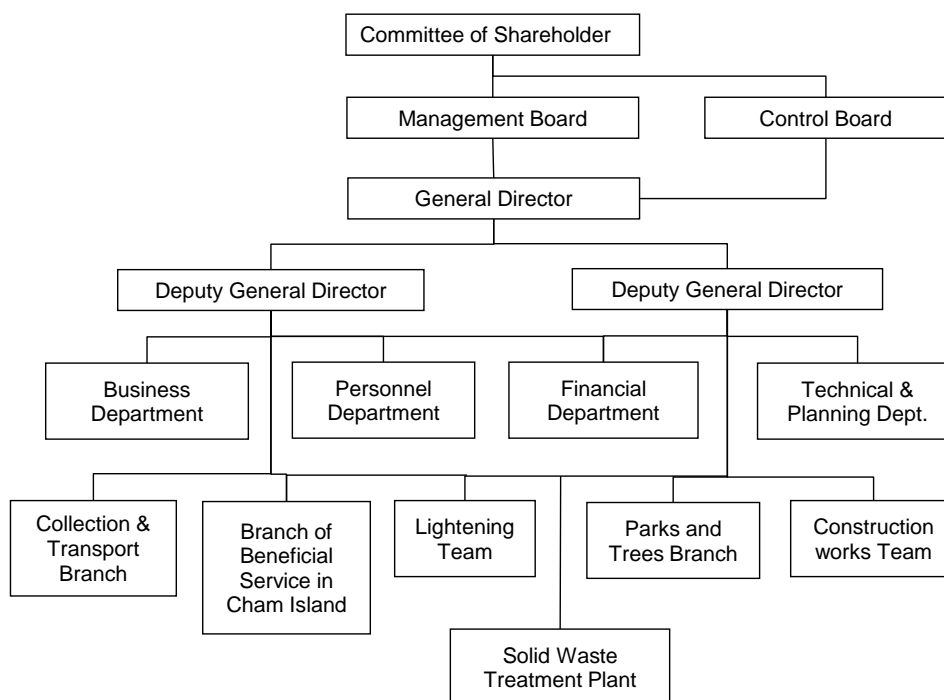 Committee of Shareholder
Management Board
Control Board
General Director
Deputy General Director
Deputy General Director
Business
Department
Personnel
Department
Financial
Department
Technical &
Planning Dept.
Collection &
Transport
Branch
Branch of
Beneficial
Service in
Cham Island
Lightening
Team
Parks and
Trees Branch
Construction
works Team
Solid Waste
Treatment Plant